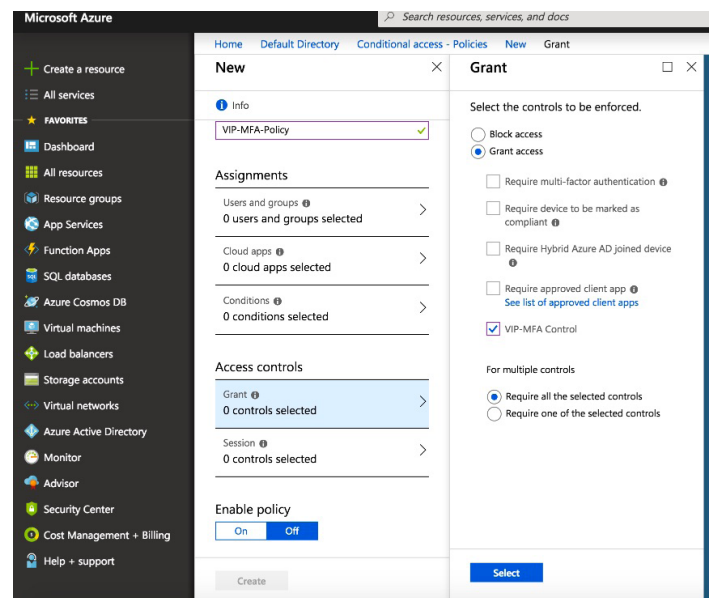 Microsoft Azure
Search resources, services, and docs
Home Default Directory Conditional access - Policies New Grant
Create a resource
All services
FAVORITES
Dashboard
All resources
Resource groups
App Services
Function Apps
SQL databases
Azure Cosmos DB
Virtual machines
Load balancers
Storage accounts
Virtual networks
Azure Active Directory
Monitor
Advisor
Security Center
Cost Management + Billing
Help + support
New
Info
VIP-MFA-Policy
Assignments
Users and groups
0 users and groups selected
Cloud apps
0 cloud apps selected
Conditions
0 conditions selected
Access controls
Grant
0 controls selected
Session
0 controls selected
Enable policy
On Off
Create
Grant
Select the controls to be enforced.
Block access
Grant access
Require multi-factor authentication
Require device to be marked as
compliant
Require Hybrid Azure AD joined device
Require approved client app
See list of approved client apps
VIP-MFA Control
For multiple controls
Require all the selected controls
Require one of the selected controls
Select